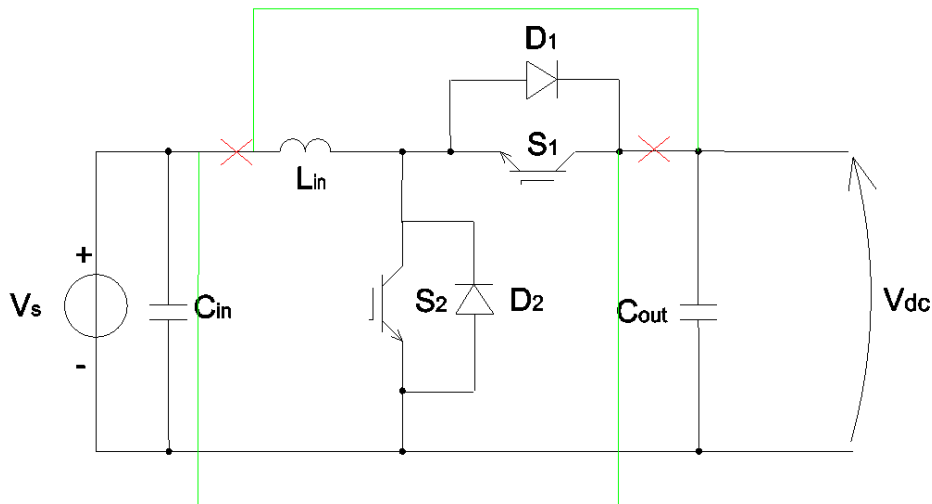 D1
S1
Lin
+
Vs
-
Cin
S2
D2
Cout
Vdc